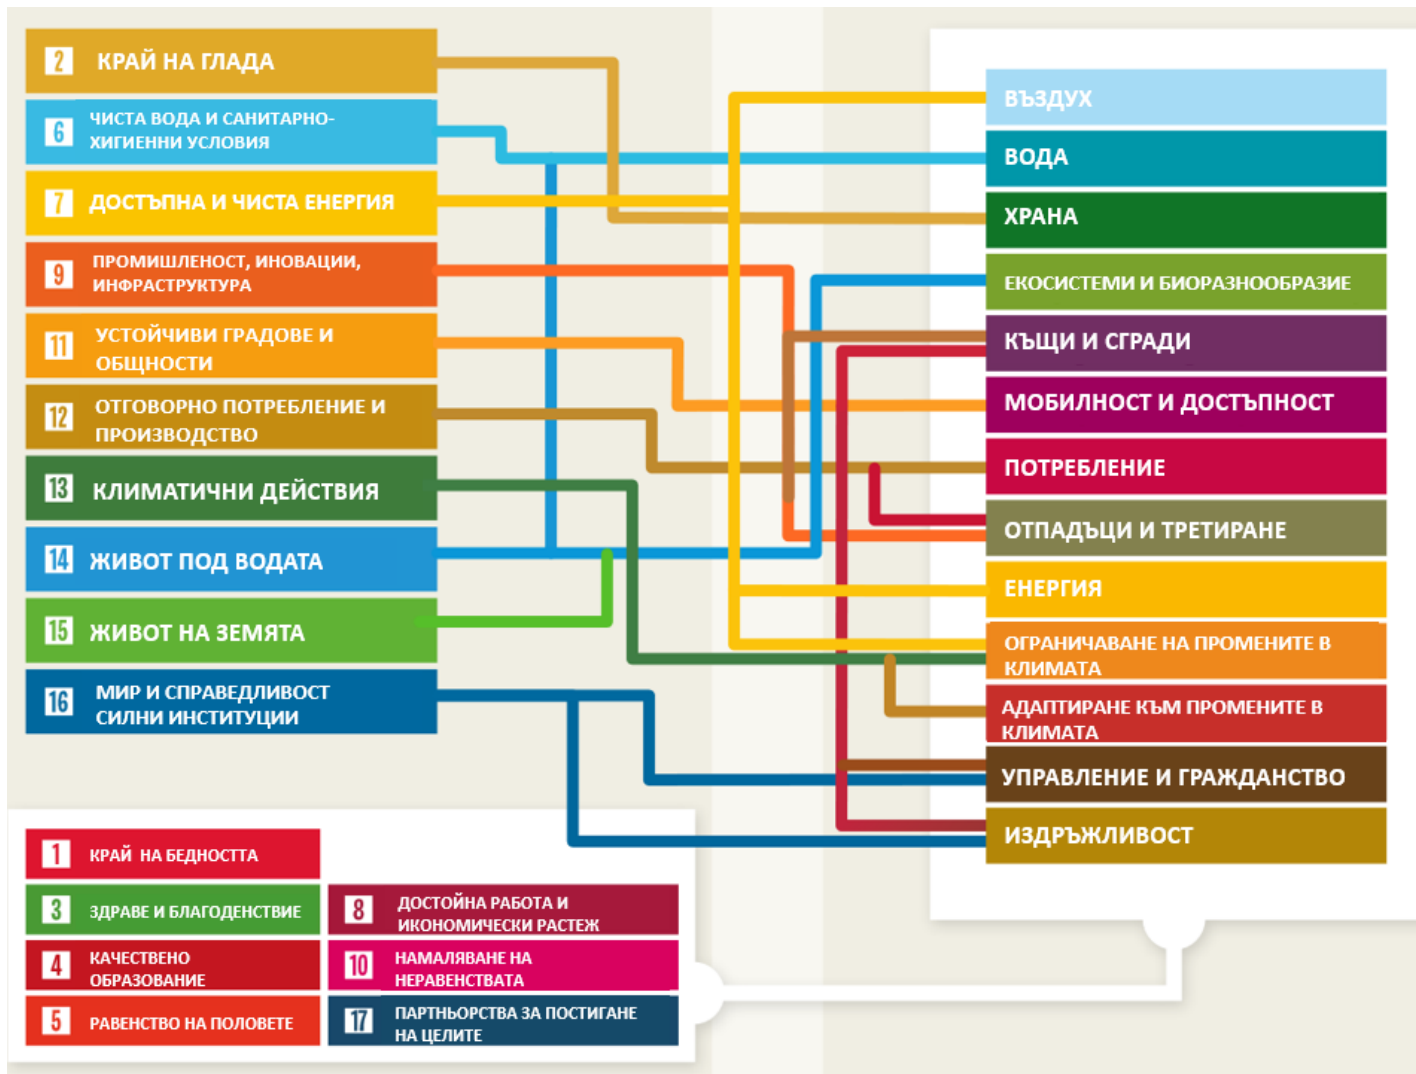 2 КРАЙ НА ГЛАДА
6 ЧИСТА ВОДА И САНИТАРНО-
ХИГИЕННИ УСЛОВИЯ
7 ДОСТЪПНА И ЧИСТА ЕНЕРГИЯ
9 ПРОМИШЛЕНОСТ, ИНОВАЦИИ,
ИНФРАСТРУКТУРА
11 УСТОЙЧИВИ ГРАДОВЕ И
ОБЩНОСТИ
12 ОТГОВОРНО ПОТРЕБЛЕНИЕ И
ПРОИЗВОДСТВО
13 КЛИМАТИЧНИ ДЕЙСТВИЯ
14 ЖИВОТ ПОД ВОДАТА
15 ЖИВОТ НА ЗЕМЯТА
16 МИР И СПРАВЕДЛИВОСТ
СИЛНИ ИНСТИТУЦИИ
ВЪЗДУХ
ВОДА
ХРАНА
ЕКОСИСТЕМИ И БИОРАЗНООБРАЗИЕ
КЪЩИ И СГРАДИ
МОБИЛНОСТ И ДОСТЪПНОСТ
ПОТРЕБЛЕНИЕ
ОТПАДЪЦИ И ТРЕТИРАНЕ
ЕНЕРГИЯ
ОГРАНИЧАВАНЕ НА ПРОМЕНИТЕ В
КЛИМАТА
АДАПТИРАНЕ КЪМ ПРОМЕНИТЕ В
КЛИМАТА
УПРАВЛЕНИЕ И ГРАЖДАНСТВО
ИЗДРЪЖЛИВОСТ
1 КРАЙ НА БЕДНОСТТА
3 ЗДРАВЕ И БЛАГОДЕНСТВИЕ
4 КАЧЕСТВЕНО
ОБРАЗОВАНИЕ
5 РАВЕНСТВО НА ПОЛОВЕТЕ
8 ДОСТОЙНА РАБОТА И
ИКОНОМИЧЕСКИ РАСТЕЖ
10 НАМАЛЯВАНЕ НА
НЕРАВЕНСТВАТА
17 ПАРТНЬОРСТВА ЗА ПОСТИГАНЕ
НА ЦЕЛИТЕ